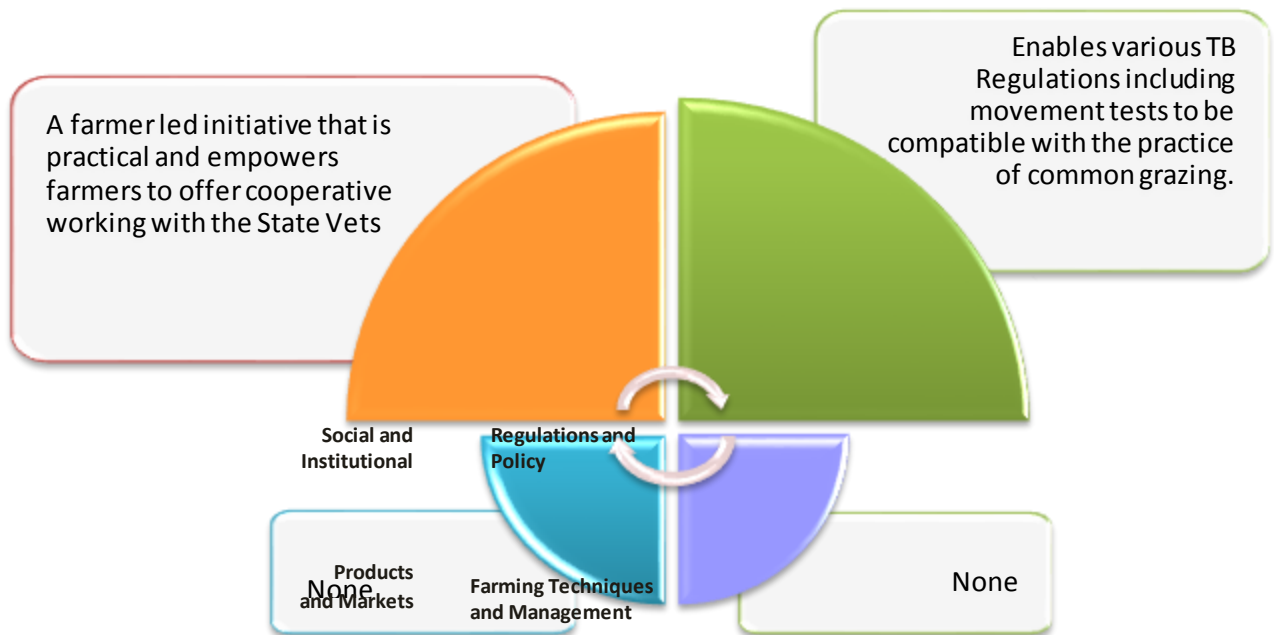 A farmer led initiative that is
practical and empowers
farmers to offer cooperative
working with the State Vets
Enables various TB
Regulations including
movement tests to be
compatible with the practice
of common grazing.
Social and
Institutional
Regulations and
Policy
None
Products
and Markets
Farming Techniques
and Management
None